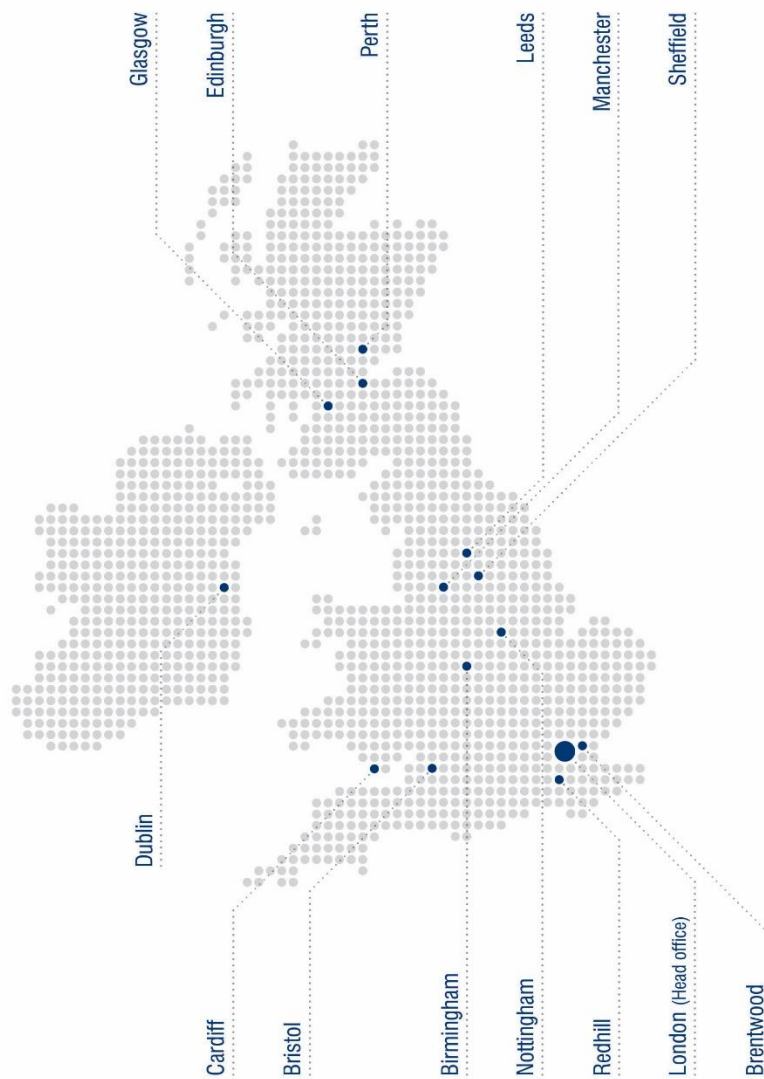 Glasgow
Edinburgh
Perth
Leeds
Manchester
Sheffield
Dublin
Cardiff
Bristol
Birmingham
Nottingham
Redhill
London (Head office)
Brentwood